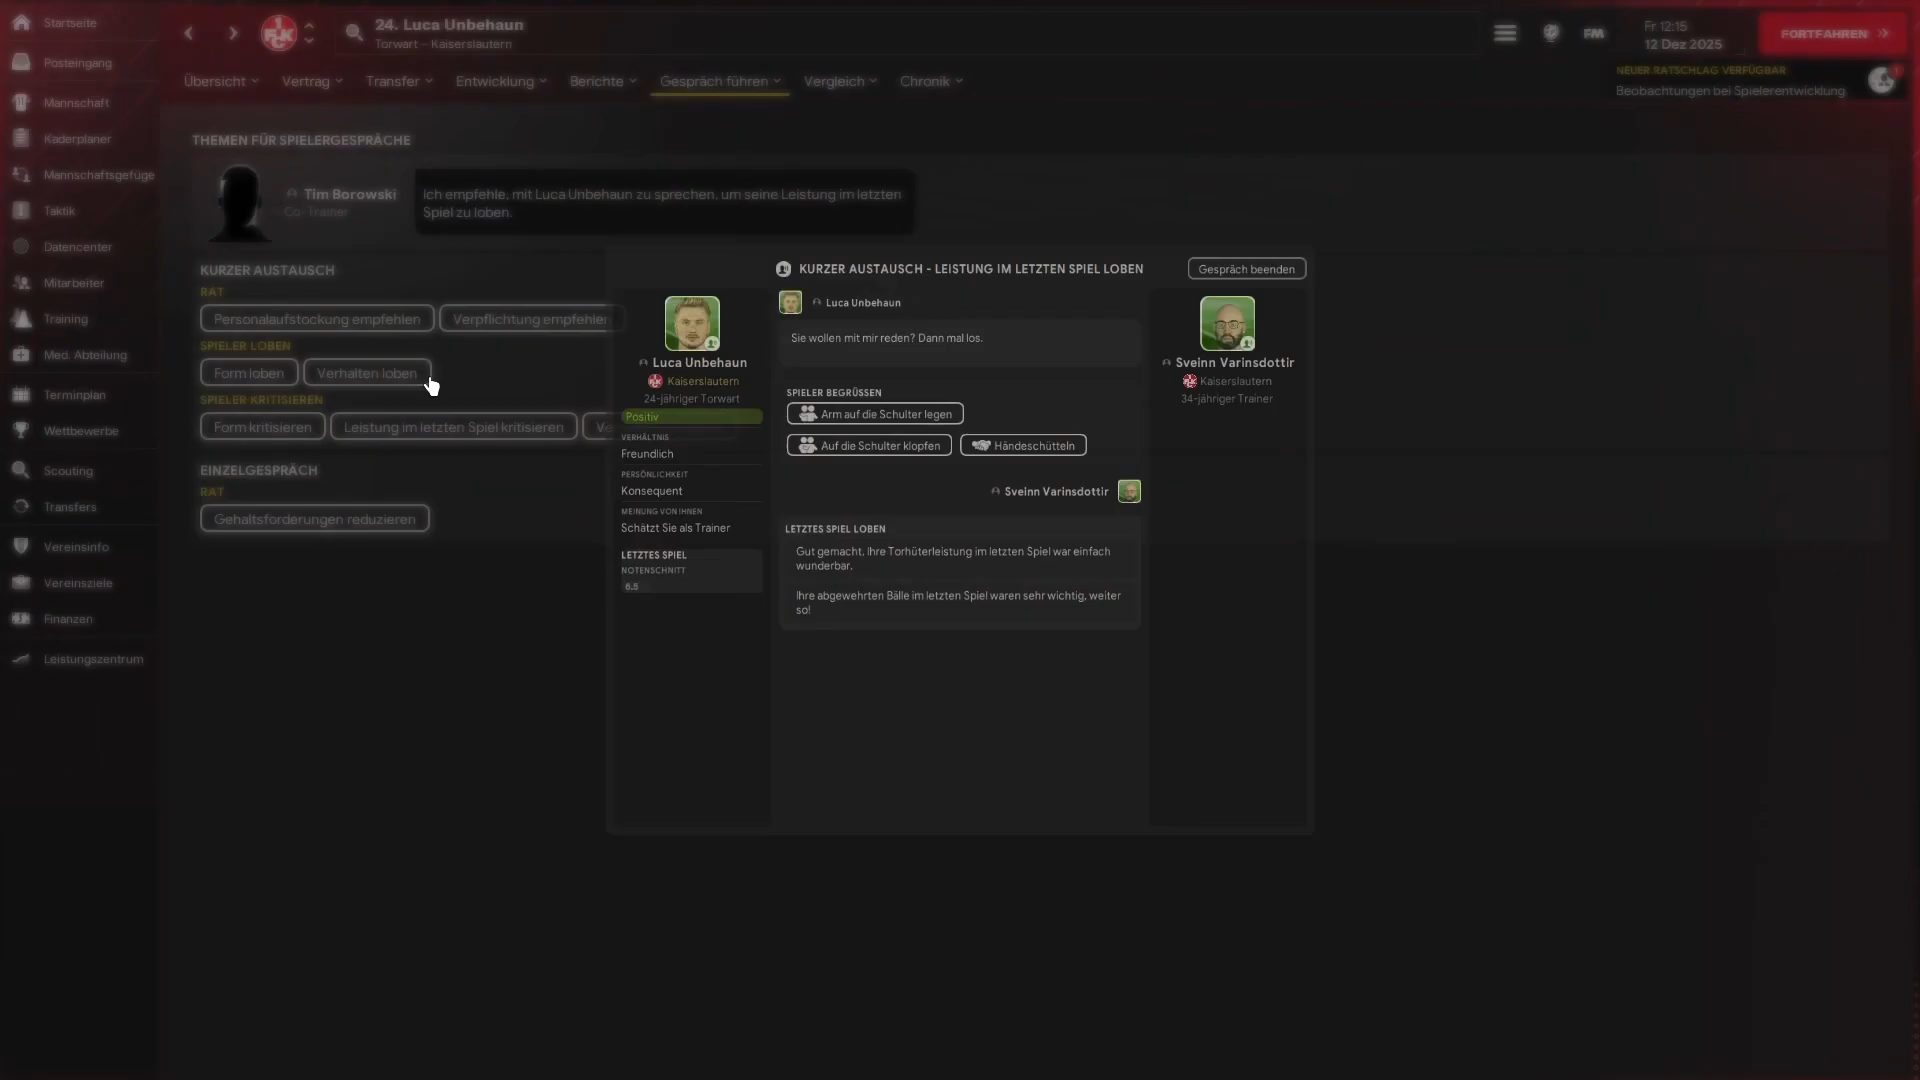 Startseite
Posteingang
Mannschaft
Kaderplaner
Mannschaftsgefüge
Taktik
Datencenter
Mitarbeiter
Training
Med. Abteilung
Terminplan
Wettbewerbe
Scouting
Transfers
Vereinsinfo
Vereinsziele
Finanzen
Leistungszentrum
24. Luca Unbehaun
Torwart – Kaiserslautern
FM
Fr 12:15
12 Dez 2025
FORTFAHREN
NEUER RATSCHLAG VERFÜGBAR
Beobachtungen bei Spielerentwicklung
1
Übersicht
Vertrag
Transfer
Entwicklung
Berichte
Gespräch führen
Vergleich
Chronik
THEMEN FÜR SPIELERGESPRÄCHE
Tim Borowski
Co-Trainer
Ich empfehle, mit Luca Unbehaun zu sprechen, um seine Leistung im letzten
Spiel zu loben.
KURZER AUSTAUSCH
RAT
Personalaufstockung empfehlen
Verpflichtung empfehlen
SPIELER LOBEN
Form loben
Verhalten loben
SPIELER KRITISIEREN
Form kritisieren
Leistung im letzten Spiel kritisieren
Ve
EINZELGESPRÄCH
RAT
Gehaltsforderungen reduzieren
KURZER AUSTAUSCH - LEISTUNG IM LETZTEN SPIEL LOBEN
Gespräch beenden
Luca Unbehaun
Kaiserslautern
24-jähriger Torwart
Positiv
VERHÄLTNIS
Freundlich
PERSÖNLICHKEIT
Konsequent
MEINUNG VON IHNEN
Schätzt Sie als Trainer
LETZTES SPIEL
NOTENSCHNITT
6.5
Luca Unbehaun
Sie wollen mit mir reden? Dann mal los.
SPIELER BEGRÜSSEN
Arm auf die Schulter legen
Auf die Schulter klopfen
Händeschütteln
Sveinn Varinsdottir
LETZTES SPIEL LOBEN
Gut gemacht. Ihre Torhüterleistung im letzten Spiel war einfach
wunderbar.
Ihre abgewehrten Bälle im letzten Spiel waren sehr wichtig, weiter
so!
Sveinn Varinsdottir
Kaiserslautern
34-jähriger Trainer